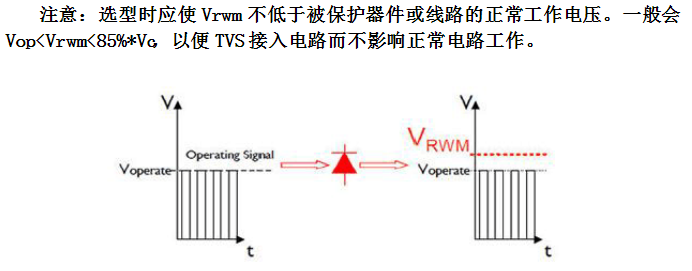 注意：选型时应使 Vrwm 不低于被保护器件或线路的正常工作电压。一般会
Vop<Vrwm<85%*Vc，以便 TVS 接入电路而不影响正常电路工作。
V
Operating Signal
Voperate
t
V
VRWM
Voperate
t